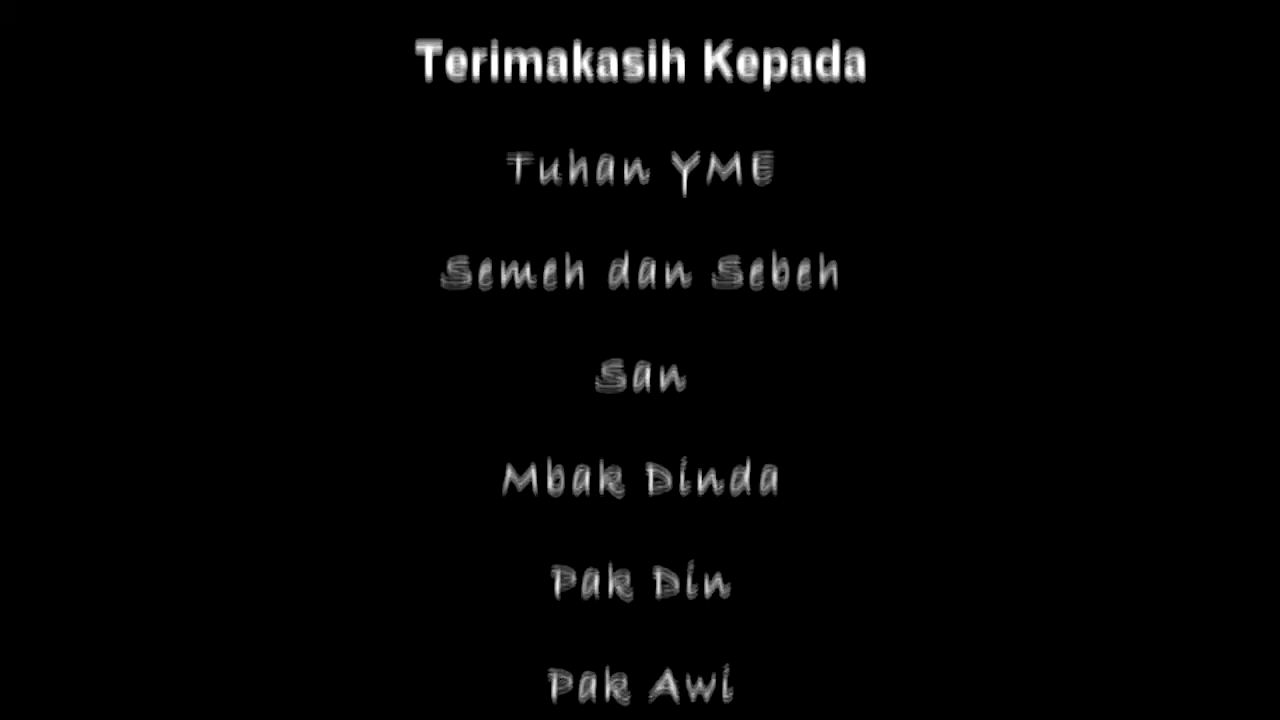 Terimakasih Kepada
Tuhan YME
Semeh dan Sebeh
San
Mbak Dinda
Pak Din
Pak Awi